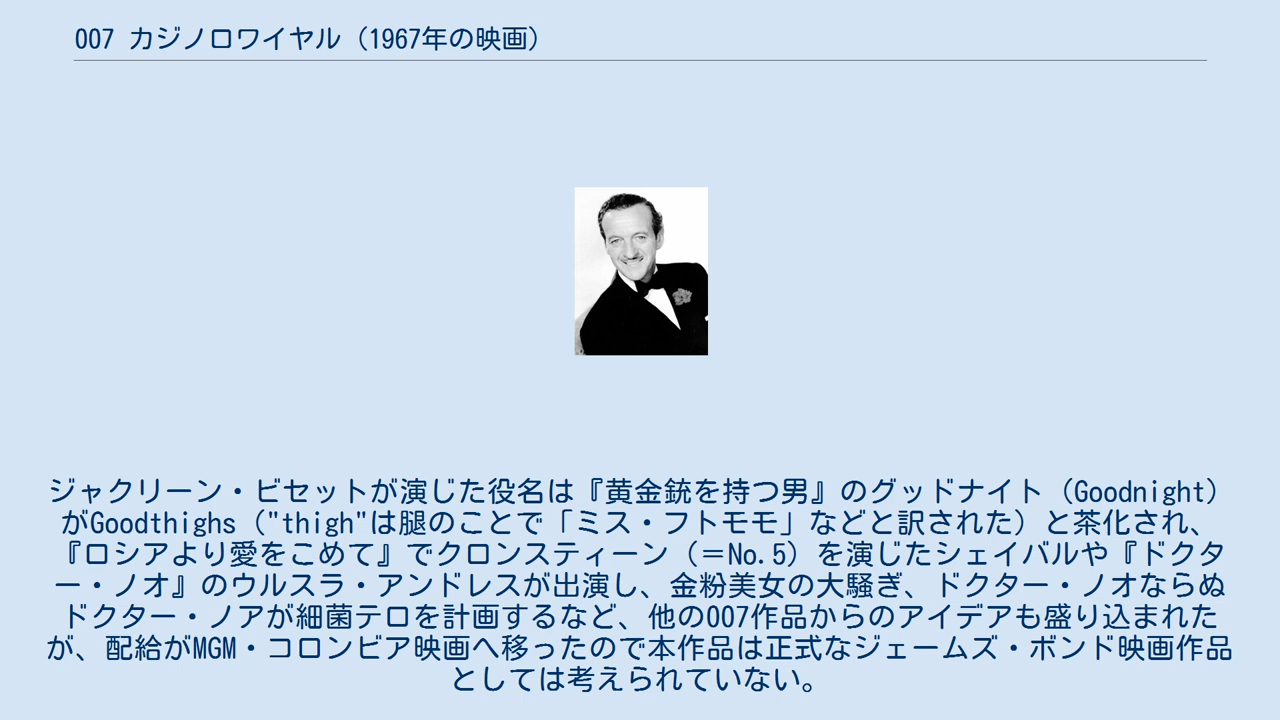 007 カジノロワイヤル（1967年の映画）
ジャクリーン・ビセットが演じた役名は『黄金銃を持つ男』のグッドナイト（Goodnight）
がGoodthighs（"thigh"は腿のことで「ミス・フトモモ」などと訳された）と茶化され、
『ロシアより愛をこめて』でクロンスティーン（＝No.5）を演じたシェイバルや『ドクタ
ー・ノオ』のウルスラ・アンドレスが出演し、金粉美女の大騒ぎ、ドクター・ノオならぬ
ドクター・ノアが細菌テロを計画するなど、他の007作品からのアイデアも盛り込まれた
が、配給がMGM・コロンビア映画へ移ったので本作品は正式なジェームズ・ボンド映画作品
としては考えられていない。